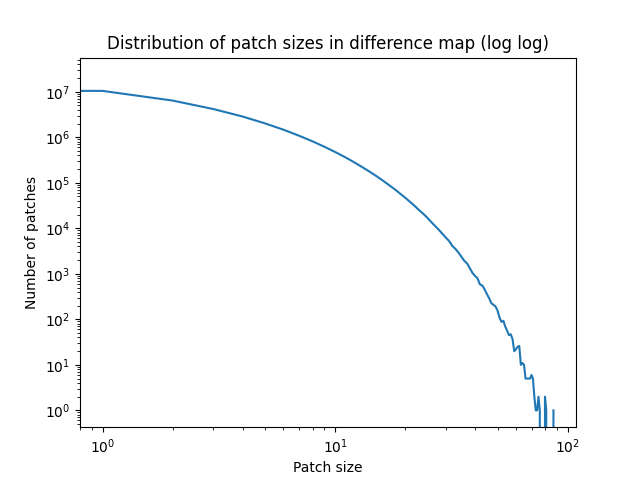 Distribution of patch sizes in difference map (log log)
Number of patches
10⁷
10⁶
10⁵
10⁴
10³
10²
10¹
10⁰
10⁰ 10¹ 10²
Patch size